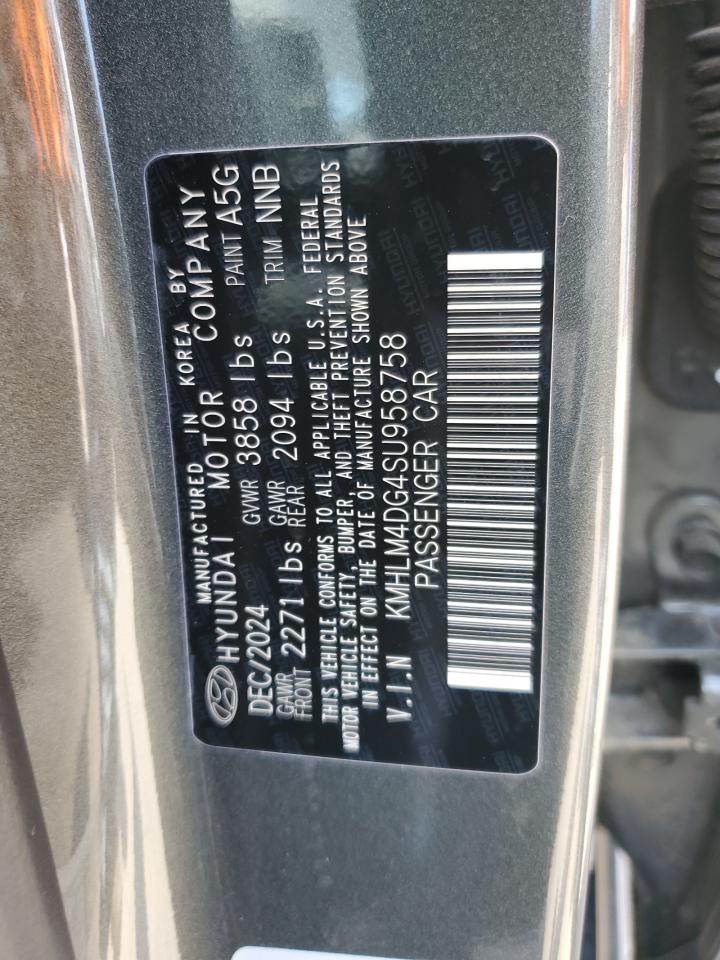 MANUFACTURED IN KOREA BY
HYUNDAI MOTOR COMPANY
DEC/2024 GVWR 3858 lbs PAINT A5G
GAWR FRONT 2271 lbs GAWR REAR 2094 lbs TRIM NNB
THIS VEHICLE CONFORMS TO ALL APPLICABLE U.S.A. FEDERAL
MOTOR VEHICLE SAFETY, BUMPER, AND THEFT PREVENTION STANDARDS
IN EFFECT ON THE DATE OF MANUFACTURE SHOWN ABOVE
V.I.N KMHLM4DG4SU958758
PASSENGER CAR